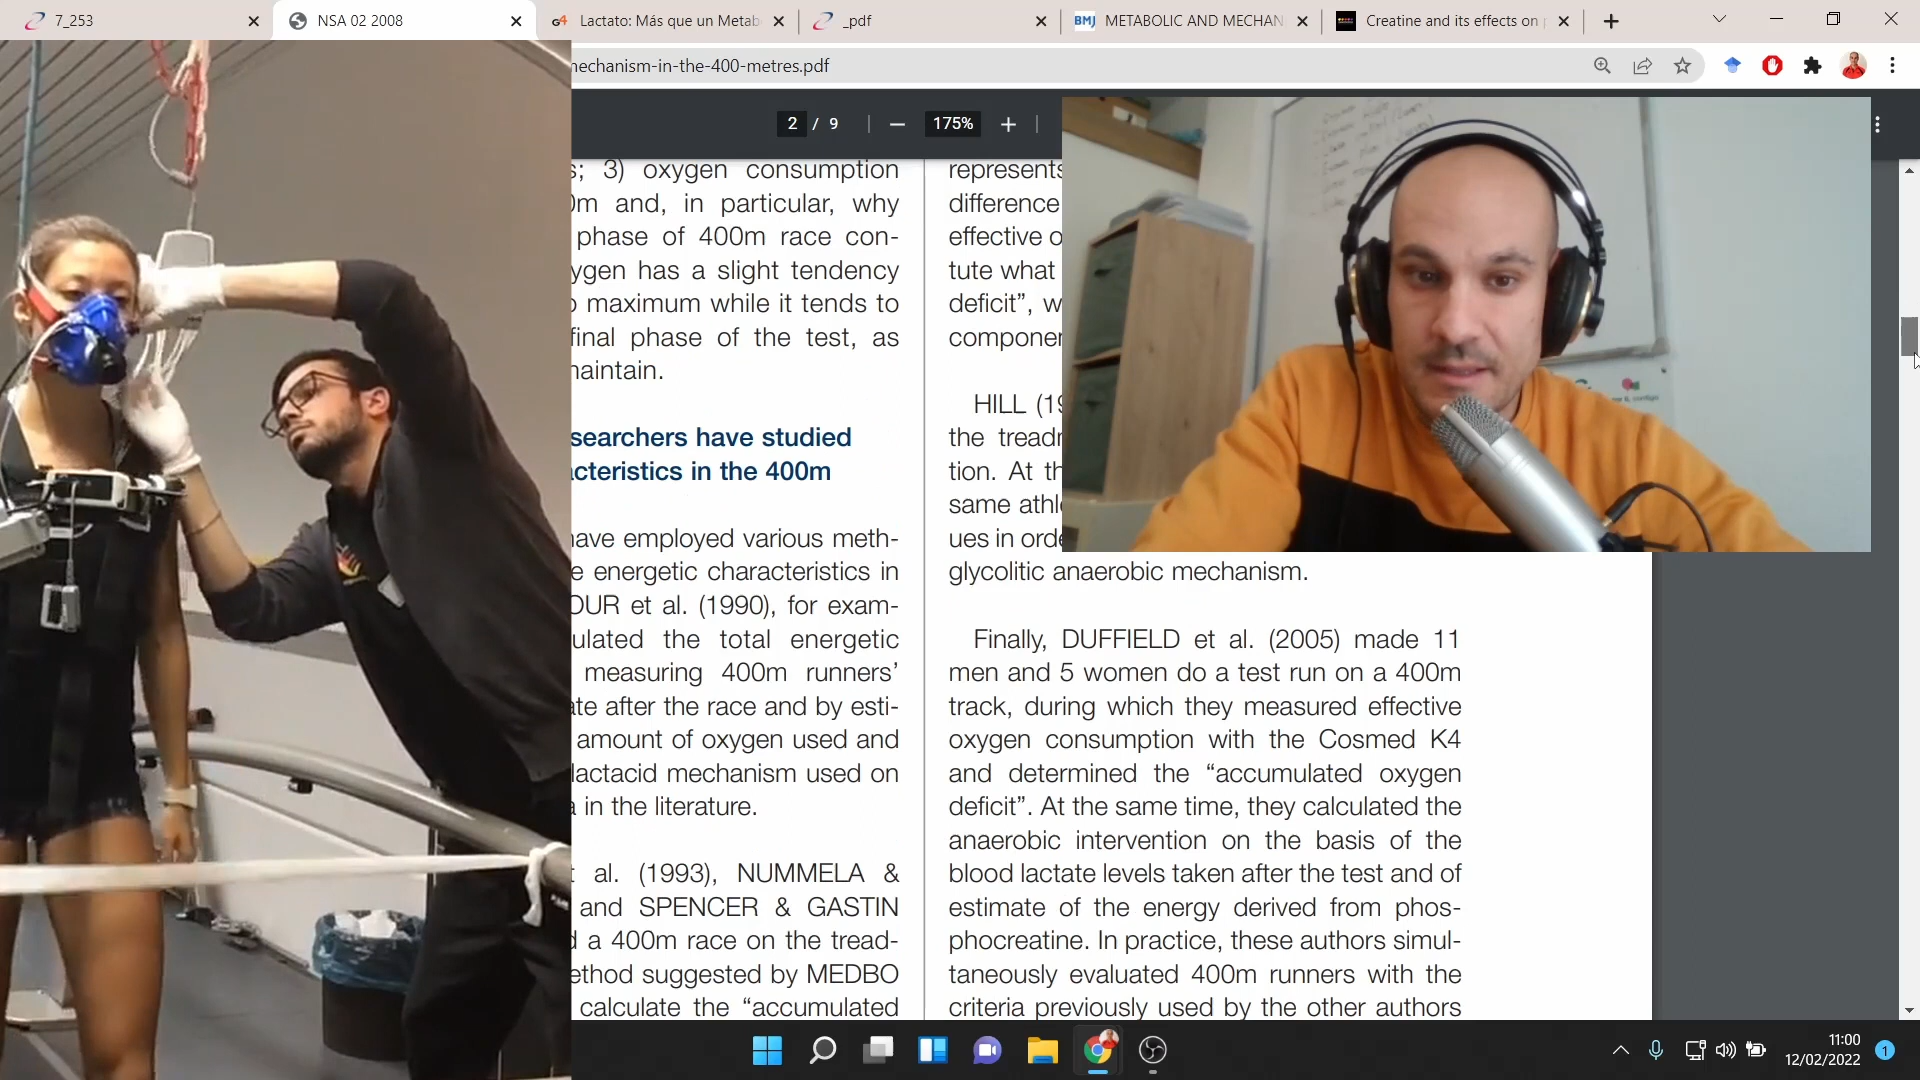 7_253
NSA 02 2008
Lactato: Más que un Metab
_pdf
METABOLIC AND MECHAN
Creatine and its effects on
mechanism-in-the-400-metres.pdf
2 / 9
175%
s; 3) oxygen consumption
0m and, in particular, why
phase of 400m race con-
ygen has a slight tendency
o maximum while it tends to
final phase of the test, as
maintain.
searchers have studied
acteristics in the 400m
have employed various meth-
e energetic characteristics in
OUR et al. (1990), for exam-
ulated the total energetic
measuring 400m runners’
ate after the race and by esti-
amount of oxygen used and
lactacid mechanism used on
a in the literature.
t al. (1993), NUMMELA &
and SPENCER & GASTIN
d a 400m race on the tread-
ethod suggested by MEDBO
calculate the “accumulated
represents
difference
effective o
tute what
deficit”, w
componen
HILL (19
the treadm
tion. At th
same athle
ues in orde
glycolitic anaerobic mechanism.
Finally, DUFFIELD et al. (2005) made 11
men and 5 women do a test run on a 400m
track, during which they measured effective
oxygen consumption with the Cosmed K4
and determined the “accumulated oxygen
deficit”. At the same time, they calculated the
anaerobic intervention on the basis of the
blood lactate levels taken after the test and of
estimate of the energy derived from phos-
phocreatine. In practice, these authors simul-
taneously evaluated 400m runners with the
criteria previously used by the other authors
11:00
12/02/2022
1